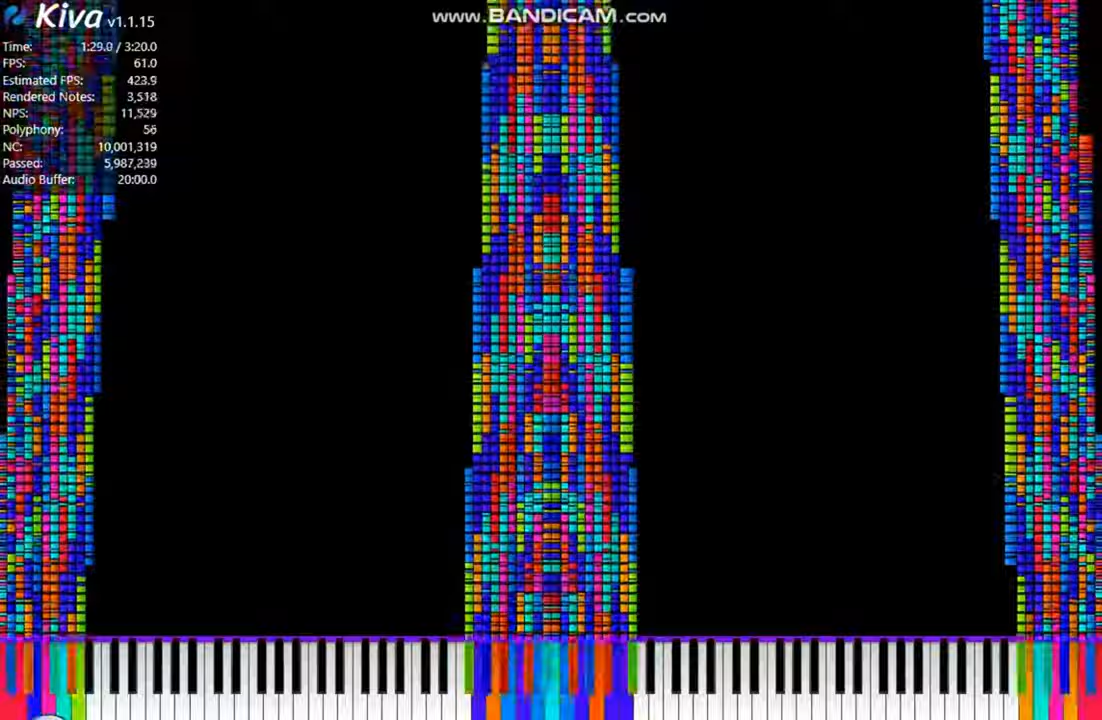 Kiva v1.1.15
www.BANDICAM.com
Time: 1:29.0 / 3:20.0
FPS: 61.0
Estimated FPS: 423.9
Rendered Notes: 3,518
NPS: 11,529
Polyphony: 56
NC: 10,001,319
Passed: 5,987,239
Audio Buffer: 20:00.0